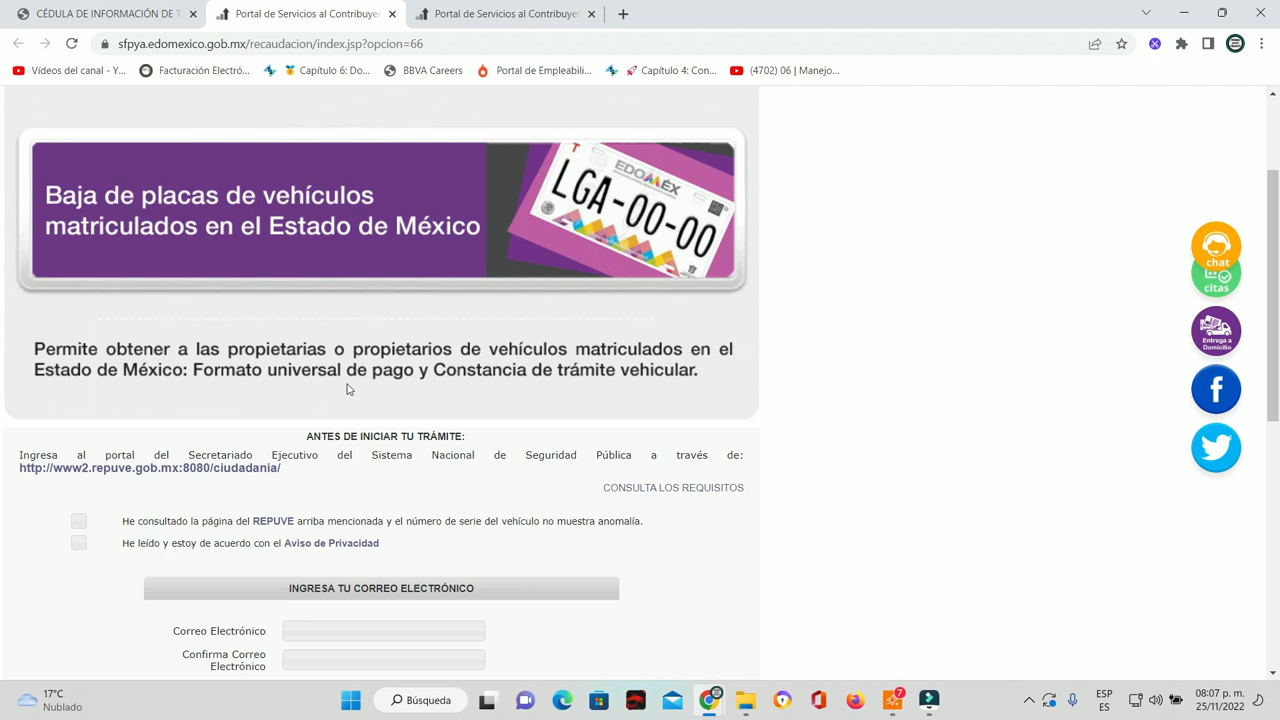 CÉDULA DE INFORMACIÓN DE T
Portal de Servicios al Contribuyen
Portal de Servicios al Contribuyen
sfpya.edomexico.gob.mx/recaudacion/index.jsp?opcion=66
Vídeos del canal - Y...
Facturación Electró...
Capítulo 6: Do...
BBVA Careers
Portal de Empleabili...
Capítulo 4: Con...
(4702) 06 | Manejo...
Baja de placas de vehículos
matriculados en el Estado de México
T
EDOMEX
LGA-00-00
chat
citas
Entrega a
Domicilio
Permite obtener a las propietarias o propietarios de vehículos matriculados en el
Estado de México: Formato universal de pago y Constancia de trámite vehicular.
ANTES DE INICIAR TU TRÁMITE:
Ingresa al portal del Secretariado Ejecutivo del Sistema Nacional de Seguridad Pública a través de:
http://www2.repuve.gob.mx:8080/ciudadania/
CONSULTA LOS REQUISITOS
He consultado la página del REPUVE arriba mencionada y el número de serie del vehículo no muestra anomalía.
He leído y estoy de acuerdo con el Aviso de Privacidad
INGRESA TU CORREO ELECTRÓNICO
Correo Electrónico
Confirma Correo
Electrónico
17°C
Nublado
Búsqueda
7
ESP
ES
08:07 p. m.
25/11/2022